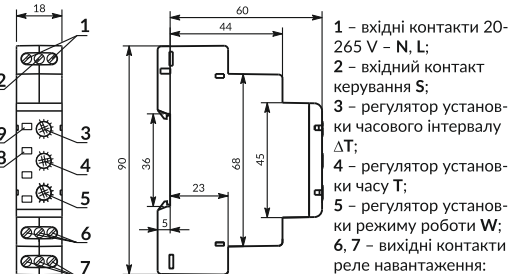 18
60
44
1
2
9
3
8
4
5
6
7
90
36
23
5
68
45
1 – вхідні контакти 20-
265 V – N, L;
2 – вхідний контакт
керування S;
3 – регулятор установ-
ки часового інтервалу
ΔT;
4 – регулятор установ-
ки часу T;
5 – регулятор установ-
ки режиму роботи W;
6, 7 – вихідні контакти
реле навантаження: